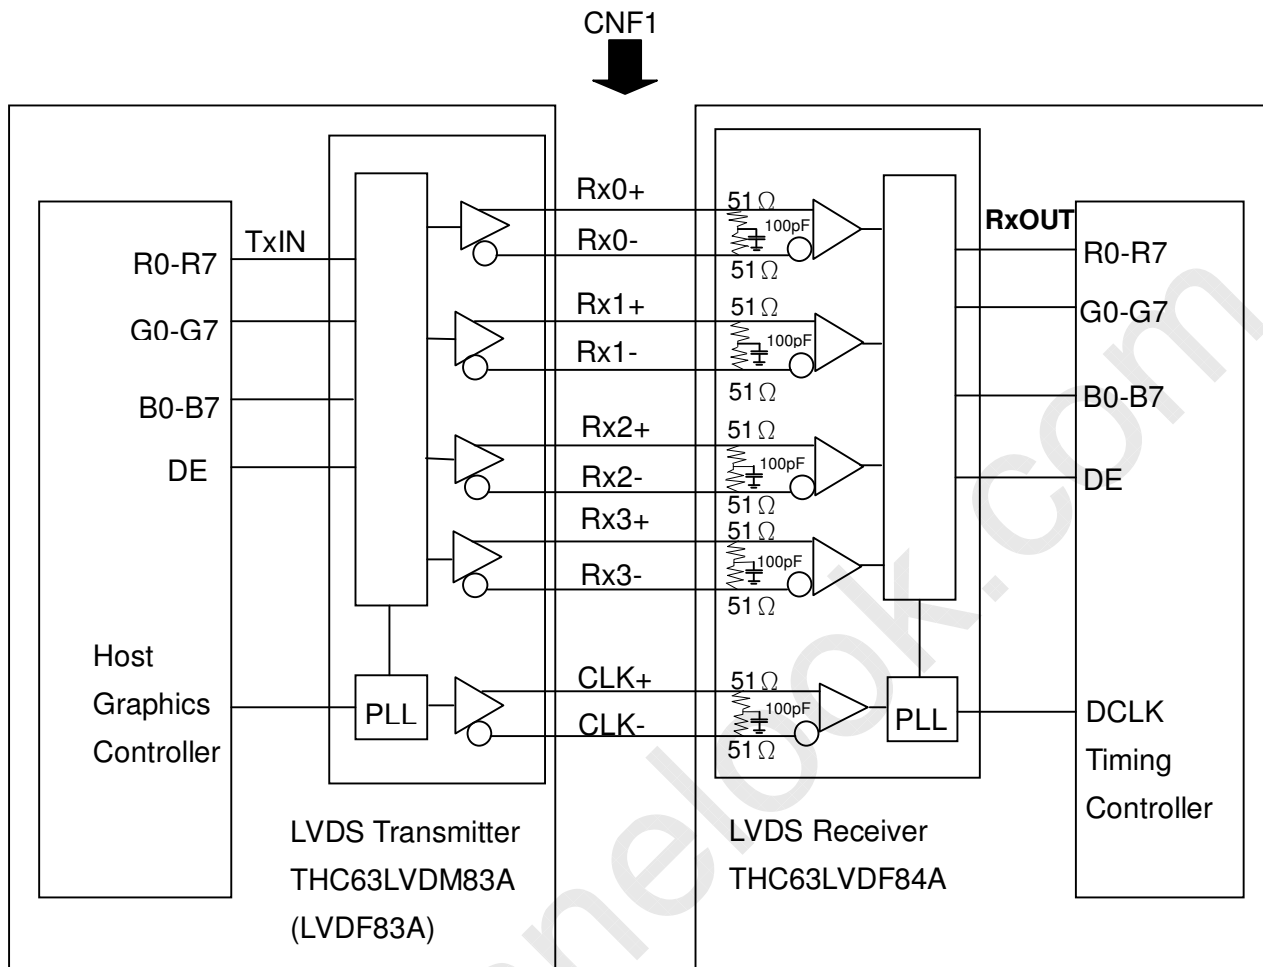 CNF1
Rx0+
51Ω
100pF
RxOUT
TxIN
Rx0-
51Ω
R0-R7
R0-R7
Rx1+
51Ω
G0-G7
G0-G7
100pF
Rx1-
51Ω
B0-B7
B0-B7
Rx2+
51Ω
100pF
DE
Rx2-
DE
51Ω
Rx3+
51Ω
100pF
Rx3-
51Ω
Host
Graphics
Controller
CLK+
51Ω
PLL
100pF
PLL
CLK-
51Ω
DCLK
Timing
Controller
LVDS Transmitter
THC63LVDM83A
(LVDF83A)
LVDS Receiver
THC63LVDF84A
nelook.com